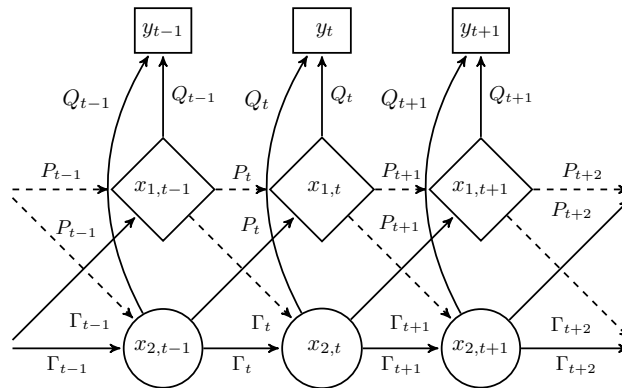 y_{t−1} y_t y_{t+1}
Q_{t−1} Q_{t−1} Q_t Q_t Q_{t+1} Q_{t+1}
P_{t−1} x_{1,t−1} P_t x_{1,t} P_{t+1} x_{1,t+1} P_{t+2}
P_{t−1} P_t P_{t+1} P_{t+2}
Γ_{t−1} Γ_t Γ_{t+1} Γ_{t+2}
x_{2,t−1} x_{2,t} x_{2,t+1}
Γ_{t−1} Γ_t Γ_{t+1} Γ_{t+2}